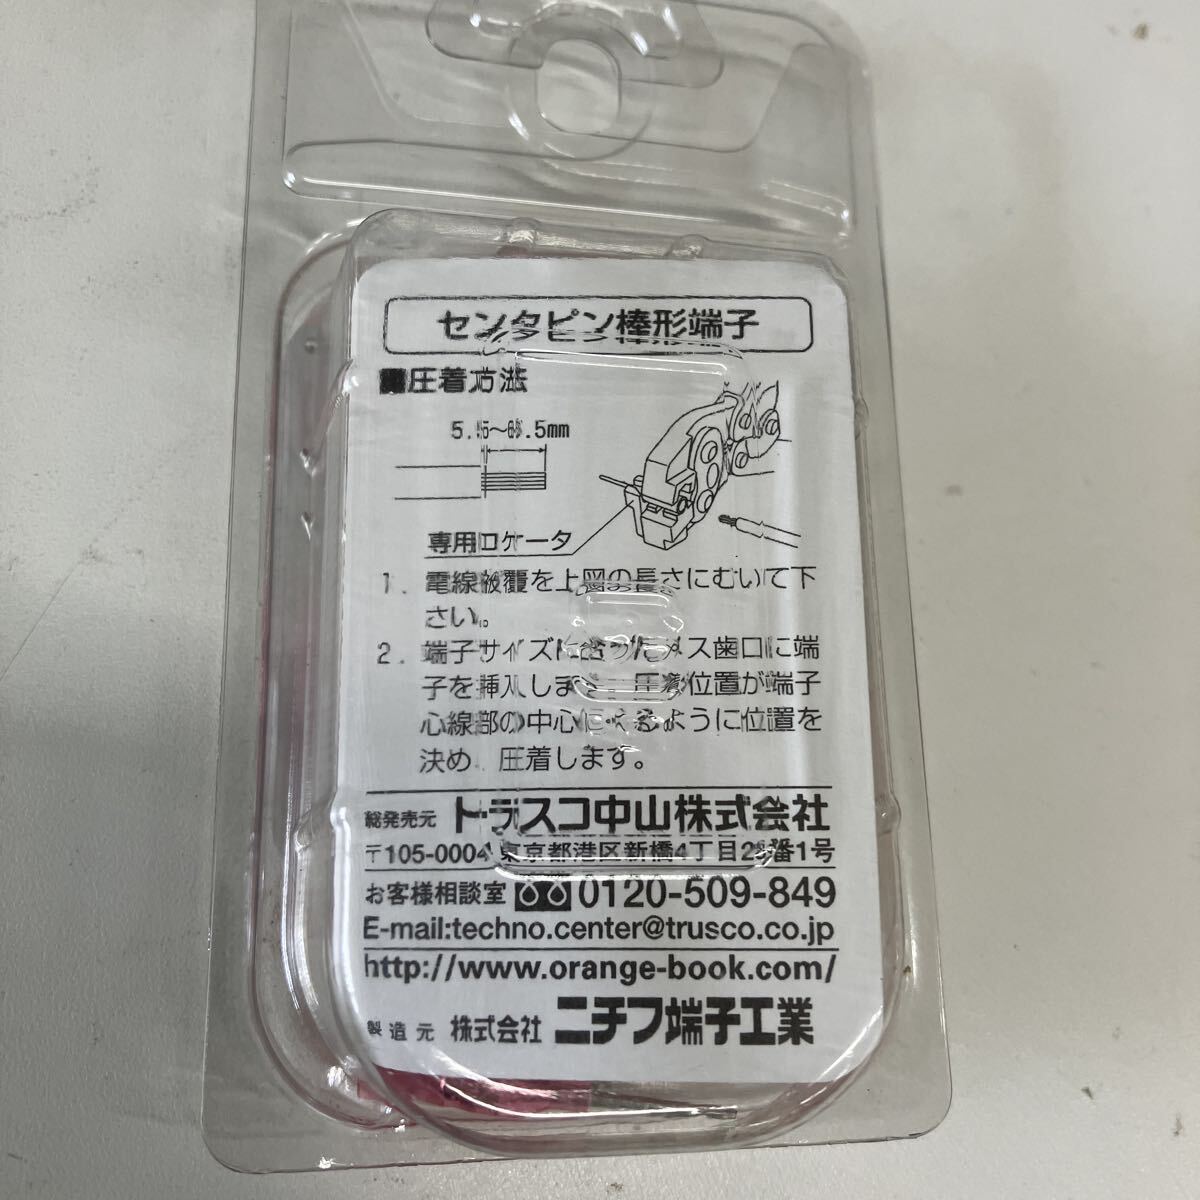 センタピン棒形端子
■圧着方法
5.5〜6.5mm
専用ロケータ
1. 電線被覆を上図の長さにむいて下
さい。
2. 端子サイズに合ったメス歯口に端
子を挿入します。圧着位置が端子
心線部の中心にくるように位置を
決め、圧着します。
総発売元 トラスコ中山株式会社
〒105-0004 東京都港区新橋4丁目28番1号
お客様相談室 0120-509-849
E-mail:techno.center@trusco.co.jp
http://www.orange-book.com/
製造元 株式会社 ニチフ端子工業